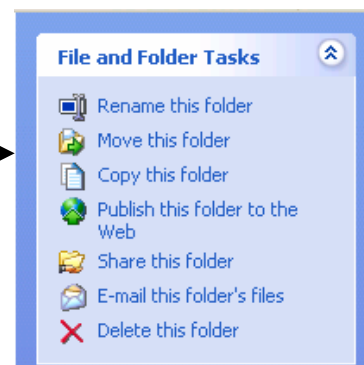 File and Folder Tasks
Rename this folder
Move this folder
Copy this folder
Publish this folder to the
Web
Share this folder
E-mail this folder's files
Delete this folder